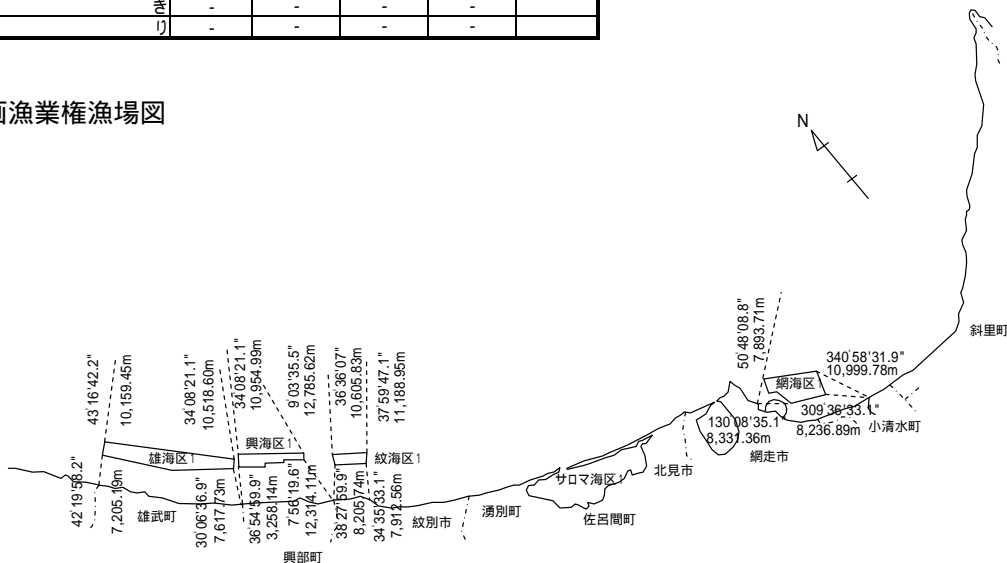 き - - - -
り - - - -
画漁業権漁場図
N
斜里町
43°16'42.2"
10,159.45m
34°08'21.1"
10,518.60m
34°08'21.1"
10,954.99m
9°03'35.5"
12,785.62m
36°36'07"
10,605.83m
37°59'47.1"
11,188.95m
50°48'08.8"
7,893.71m
340°58'31.9"
10,999.78m
網海区1
309°36'33.1"
8,236.89m
小清水町
130°08'35.1"
8,331.36m
網走市
北見市
サロマ海区1
佐呂間町
湧別町
紋別市
雄海区1
興海区1
紋海区1
42°19'58.2"
7,205.19m
雄武町
30°06'36.9"
7,617.73m
36°54'59.9"
3,258.14m
7°56'19.6"
12,314.11m
38°27'59.9"
8,205.74m
34°35'33.1"
7,912.56m
興部町